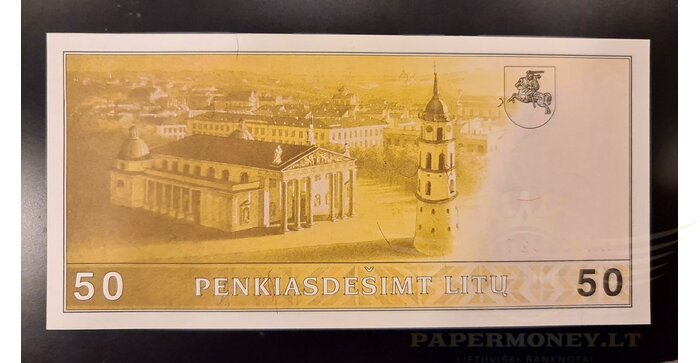 50 PENKIASDEŠIMT LITŲ 50
PAPERMONEY.LT
LIETUVIŠKI BANKNOTAI